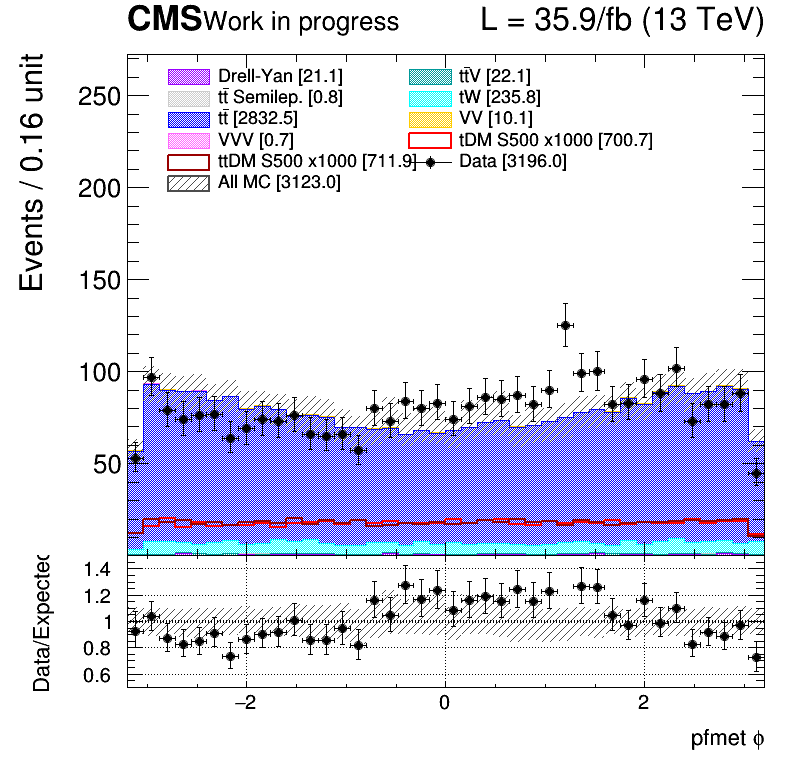 CMS Work in progress L = 35.9/fb (13 TeV)
Events / 0.16 unit
250
200
150
100
50
Drell-Yan [21.1]
tt̄V [22.1]
tt̄ Semilep. [0.8]
tW [235.8]
tt̄ [2832.5]
VV [10.1]
VVV [0.7]
tDM S500 x1000 [700.7]
ttDM S500 x1000 [711.9]
Data [3196.0]
All MC [3123.0]
Data/Expected
1.4
1.2
1
0.8
0.6
−2 0 2
pfmet ϕ